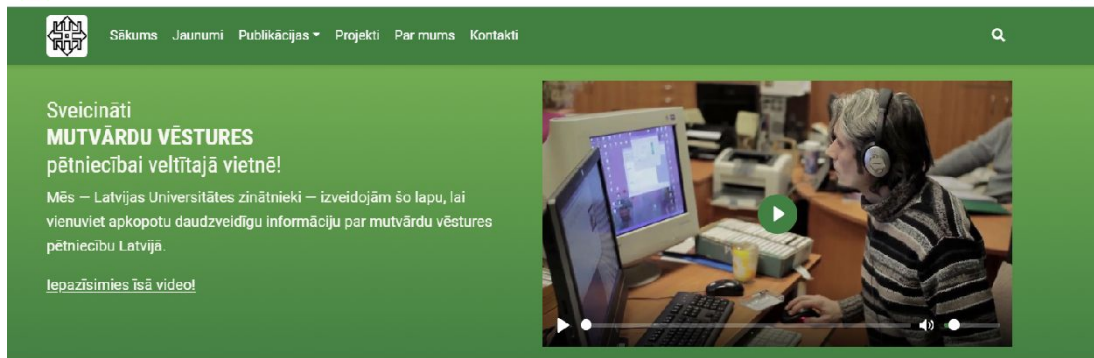 Sākums Jaunumi Publikācijas Projekti Par mums Kontakti
Sveicināti
MUTVĀRDU VĒSTURES
pētniecībai veltītajā vietnē!
Mēs — Latvijas Universitātes zinātnieki — izveidojām šo lapu, lai
vienuviet apkopotu daudzveidīgu informāciju par mutvārdu vēstures
pētniecību Latvijā.
Iepazīsimies īsā video!